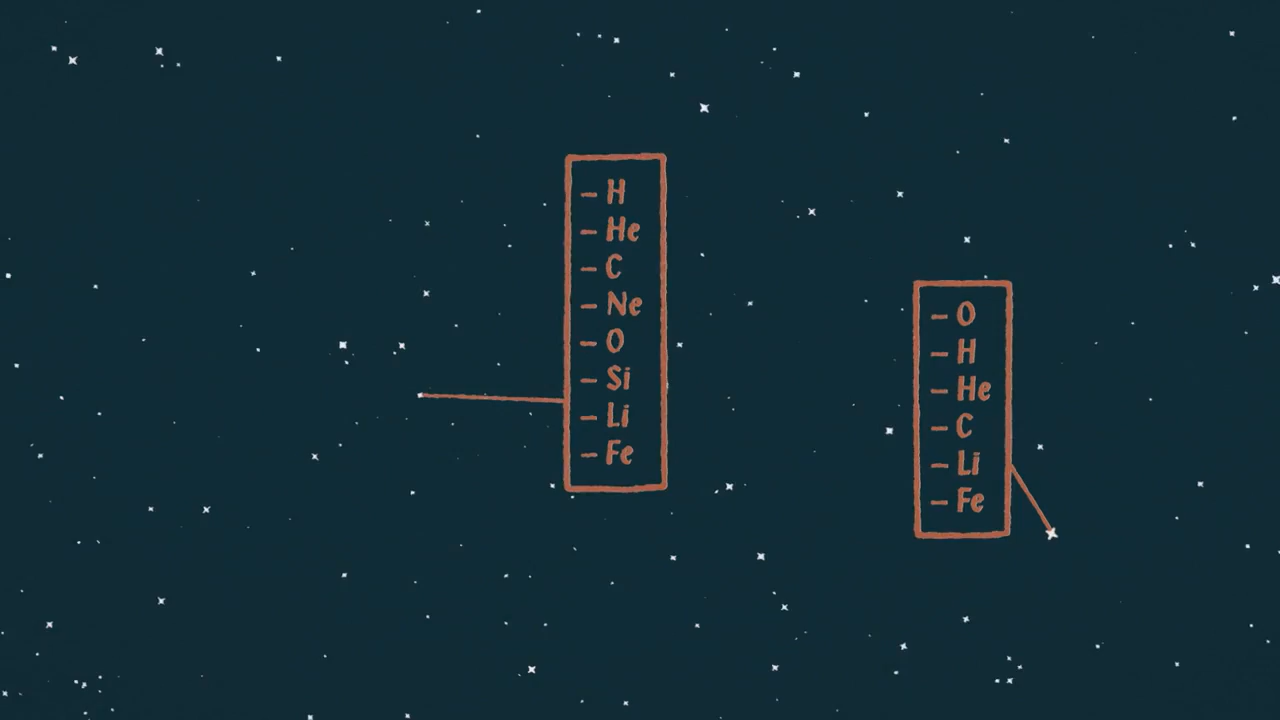 – H
– He
– C
– Ne
– O
– Si
– Li
– Fe
– O
– H
– He
– C
– Li
– Fe